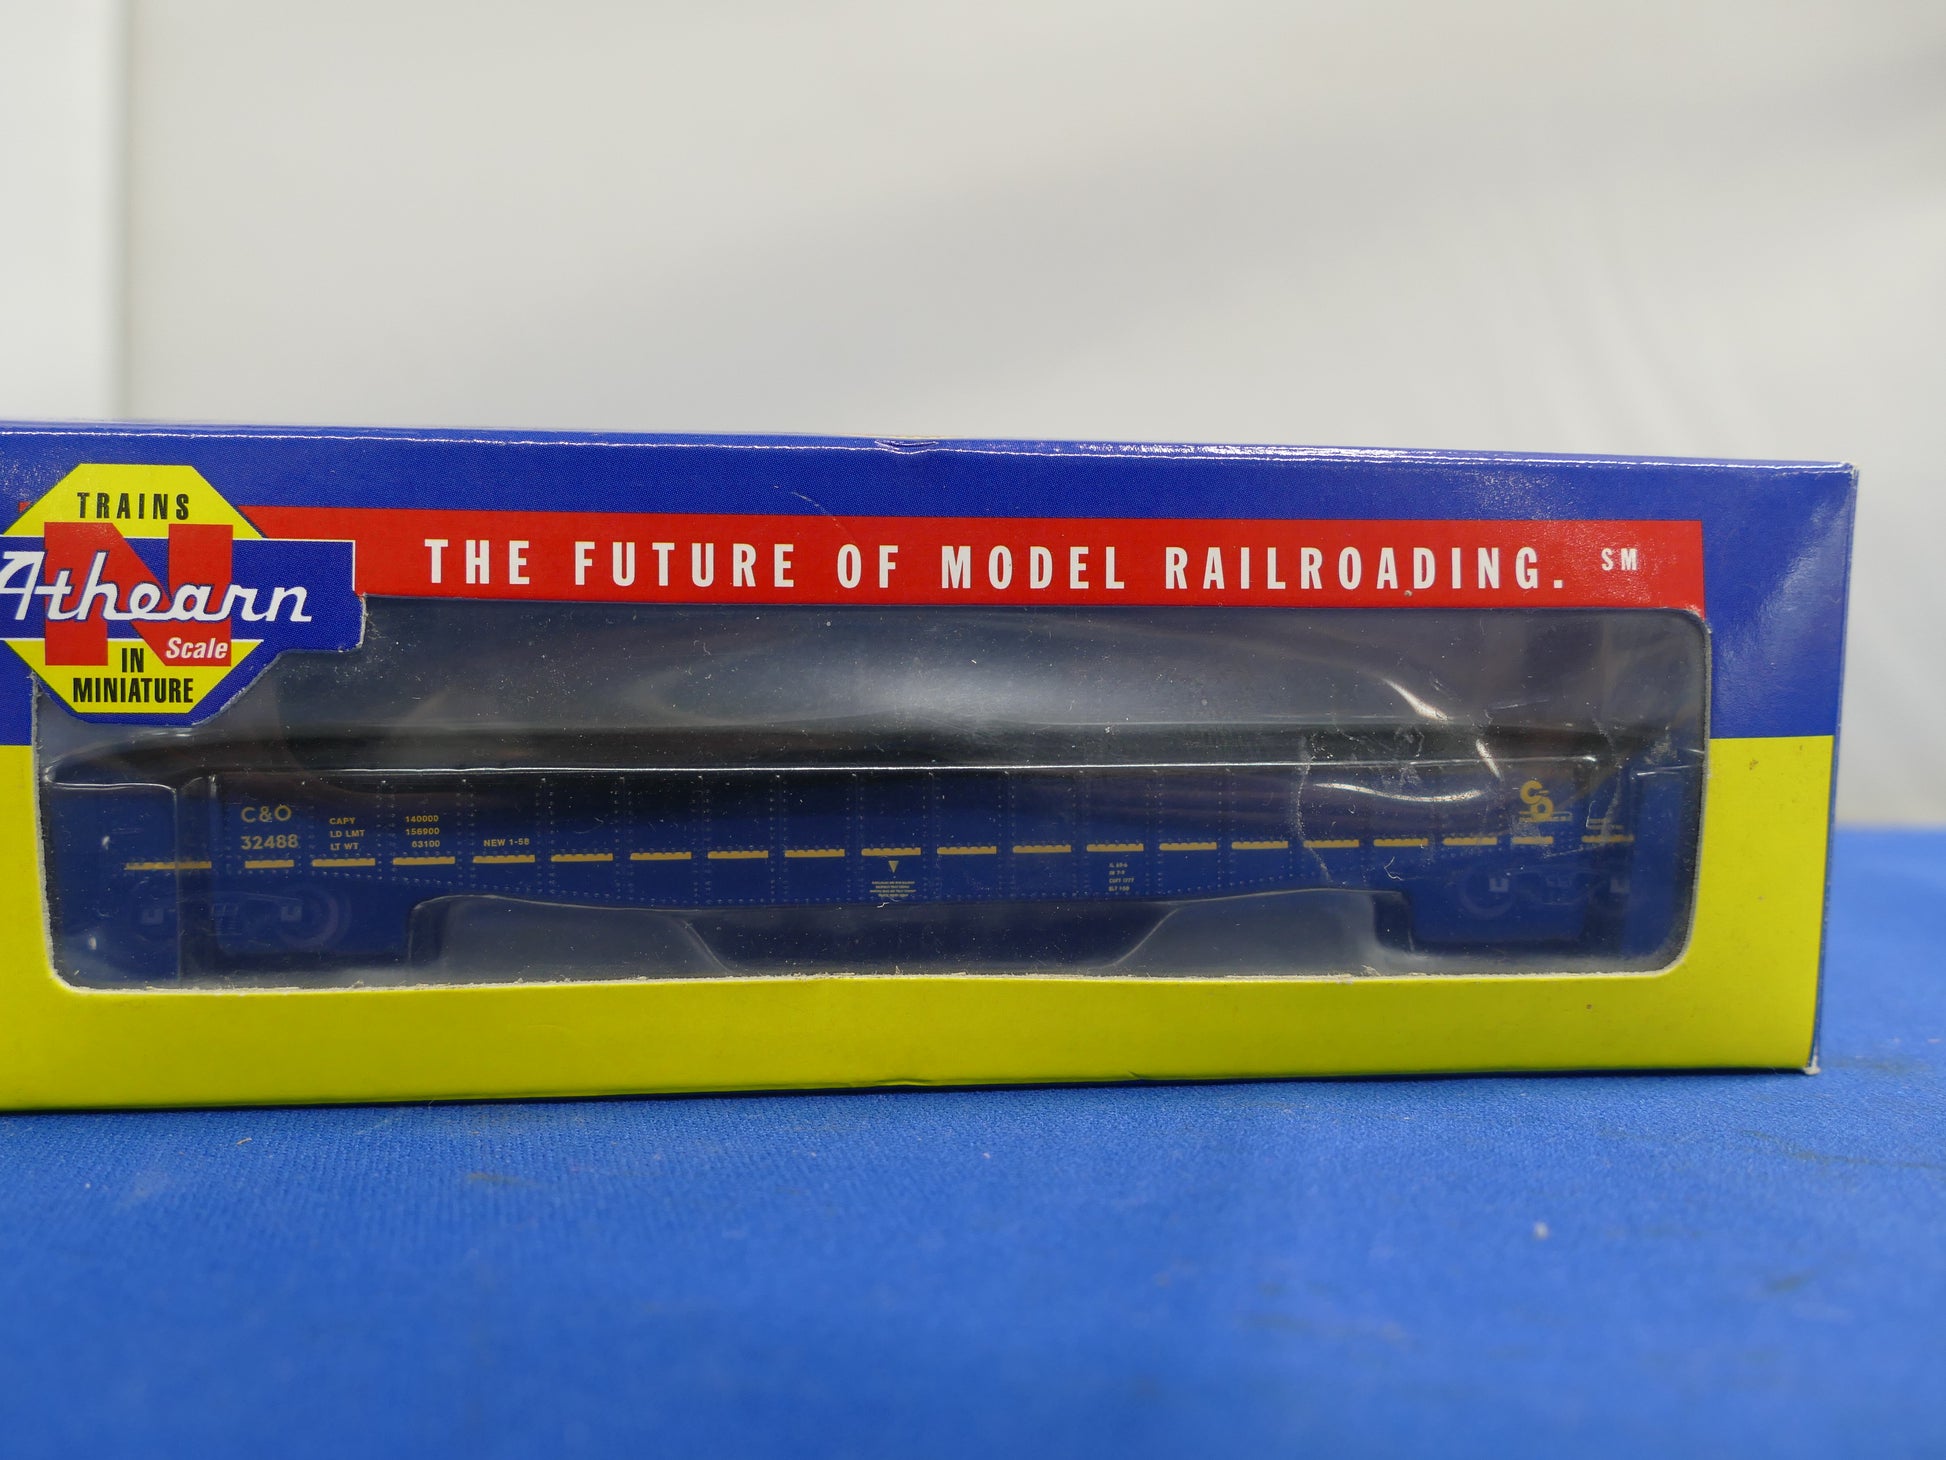 TRAINS
Athearn
N
Scale
IN
MINIATURE
THE FUTURE OF MODEL RAILROADING. SM
C&O
32488
CAPY 140000
LD LMT 156900
LT WT 63100
NEW 1-58
CO